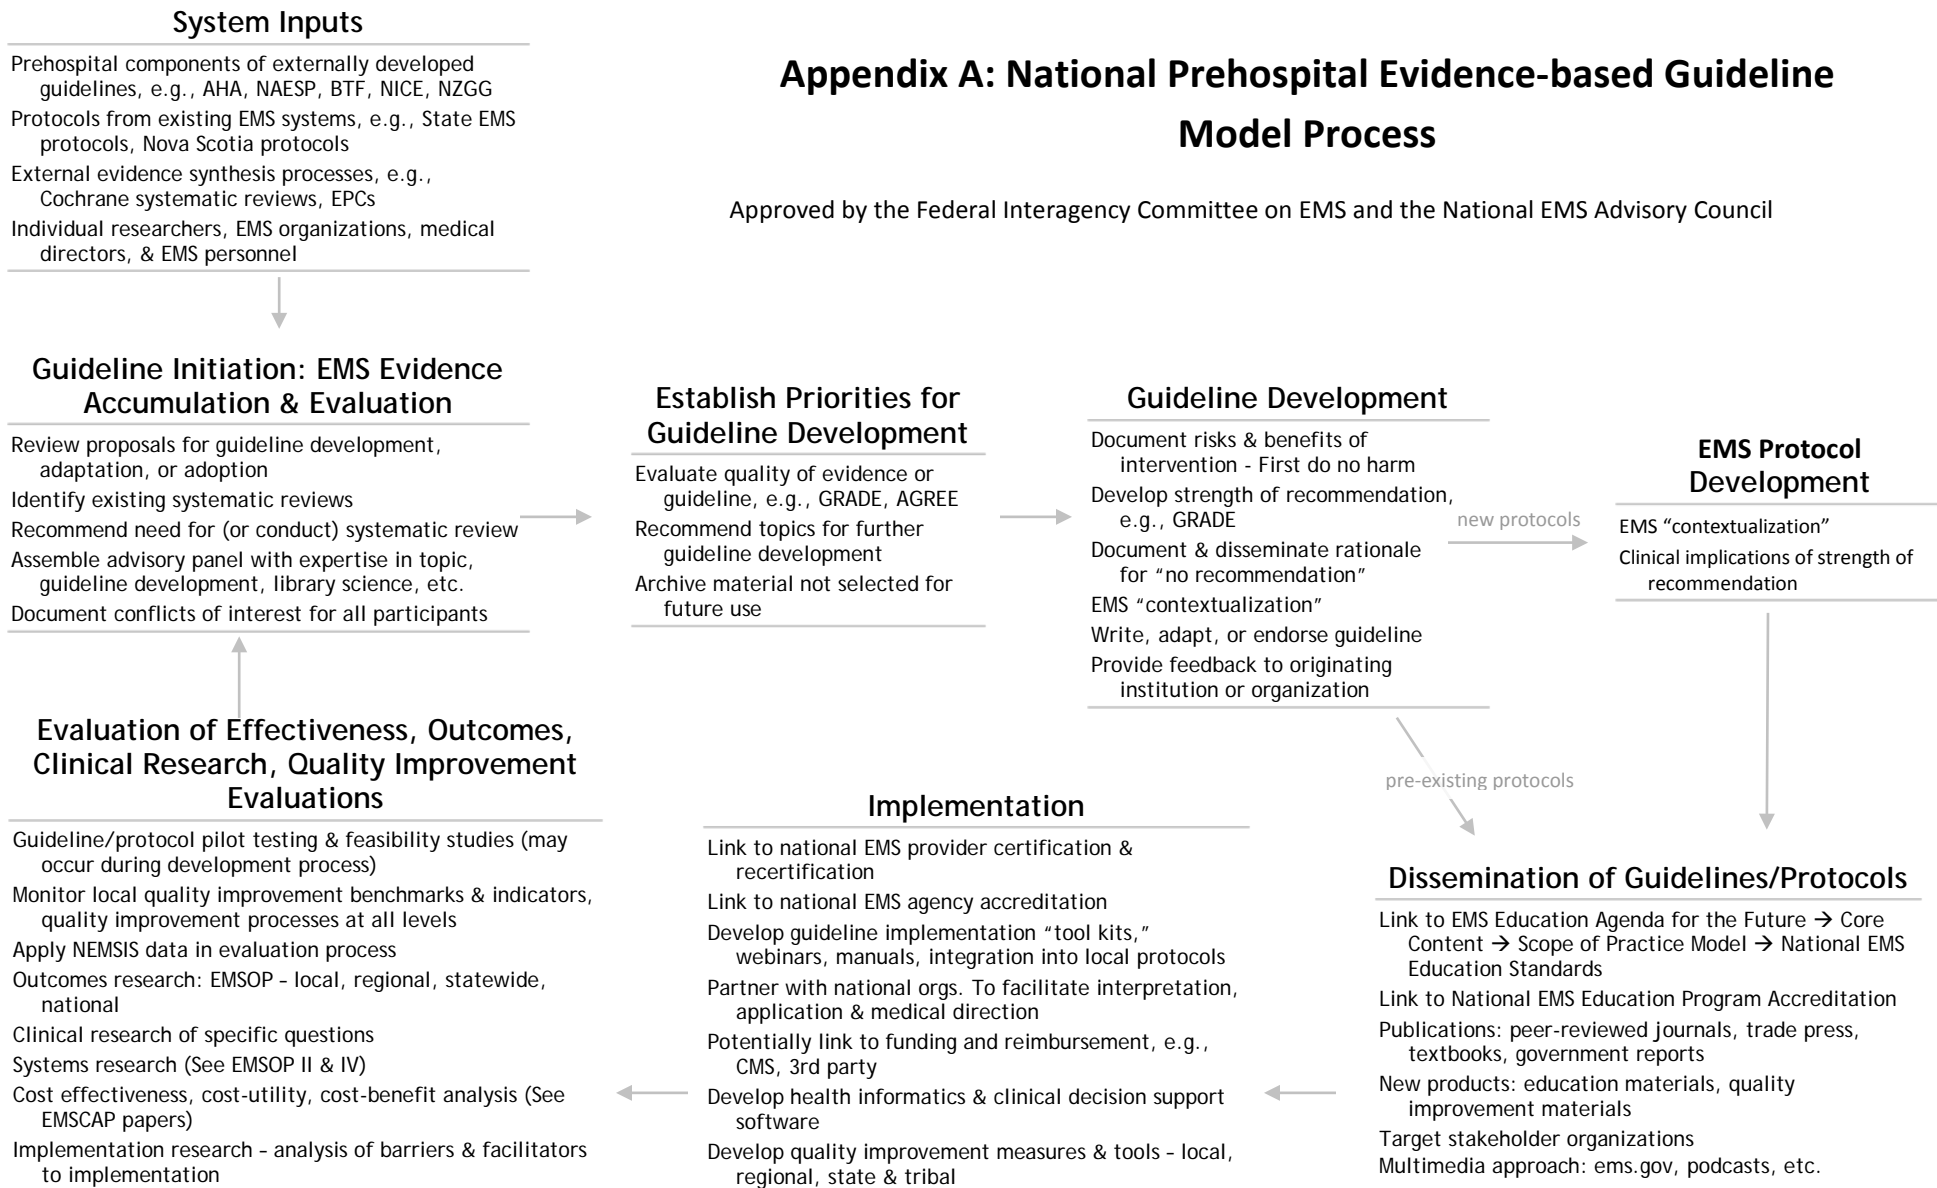 System Inputs
Prehospital components of externally developed
guidelines, e.g., AHA, NAESP, BTF, NICE, NZGG
Protocols from existing EMS systems, e.g., State EMS
protocols, Nova Scotia protocols
External evidence synthesis processes, e.g.,
Cochrane systematic reviews, EPCs
Individual researchers, EMS organizations, medical
directors, & EMS personnel
Appendix A: National Prehospital Evidence-based Guideline
Model Process
Approved by the Federal Interagency Committee on EMS and the National EMS Advisory Council
Guideline Initiation: EMS Evidence
Accumulation & Evaluation
Review proposals for guideline development,
adaptation, or adoption
Identify existing systematic reviews
Recommend need for (or conduct) systematic review
Assemble advisory panel with expertise in topic,
guideline development, library science, etc.
Document conflicts of interest for all participants
Establish Priorities for
Guideline Development
Evaluate quality of evidence or
guideline, e.g., GRADE, AGREE
Recommend topics for further
guideline development
Archive material not selected for
future use
Guideline Development
Document risks & benefits of
intervention - First do no harm
Develop strength of recommendation,
e.g., GRADE
Document & disseminate rationale
for “no recommendation”
EMS “contextualization”
Write, adapt, or endorse guideline
Provide feedback to originating
institution or organization
new protocols
EMS Protocol
Development
EMS “contextualization”
Clinical implications of strength of
recommendation
pre-existing protocols
Dissemination of Guidelines/Protocols
Link to EMS Education Agenda for the Future → Core
Content → Scope of Practice Model → National EMS
Education Standards
Link to National EMS Education Program Accreditation
Publications: peer-reviewed journals, trade press,
textbooks, government reports
New products: education materials, quality
improvement materials
Target stakeholder organizations
Multimedia approach: ems.gov, podcasts, etc.
Implementation
Link to national EMS provider certification &
recertification
Link to national EMS agency accreditation
Develop guideline implementation “tool kits,”
webinars, manuals, integration into local protocols
Partner with national orgs. To facilitate interpretation,
application & medical direction
Potentially link to funding and reimbursement, e.g.,
CMS, 3rd party
Develop health informatics & clinical decision support
software
Develop quality improvement measures & tools – local,
regional, state & tribal
Evaluation of Effectiveness, Outcomes,
Clinical Research, Quality Improvement
Evaluations
Guideline/protocol pilot testing & feasibility studies (may
occur during development process)
Monitor local quality improvement benchmarks & indicators,
quality improvement processes at all levels
Apply NEMSIS data in evaluation process
Outcomes research: EMSOP – local, regional, statewide,
national
Clinical research of specific questions
Systems research (See EMSOP II & IV)
Cost effectiveness, cost-utility, cost-benefit analysis (See
EMSCAP papers)
Implementation research – analysis of barriers & facilitators
to implementation